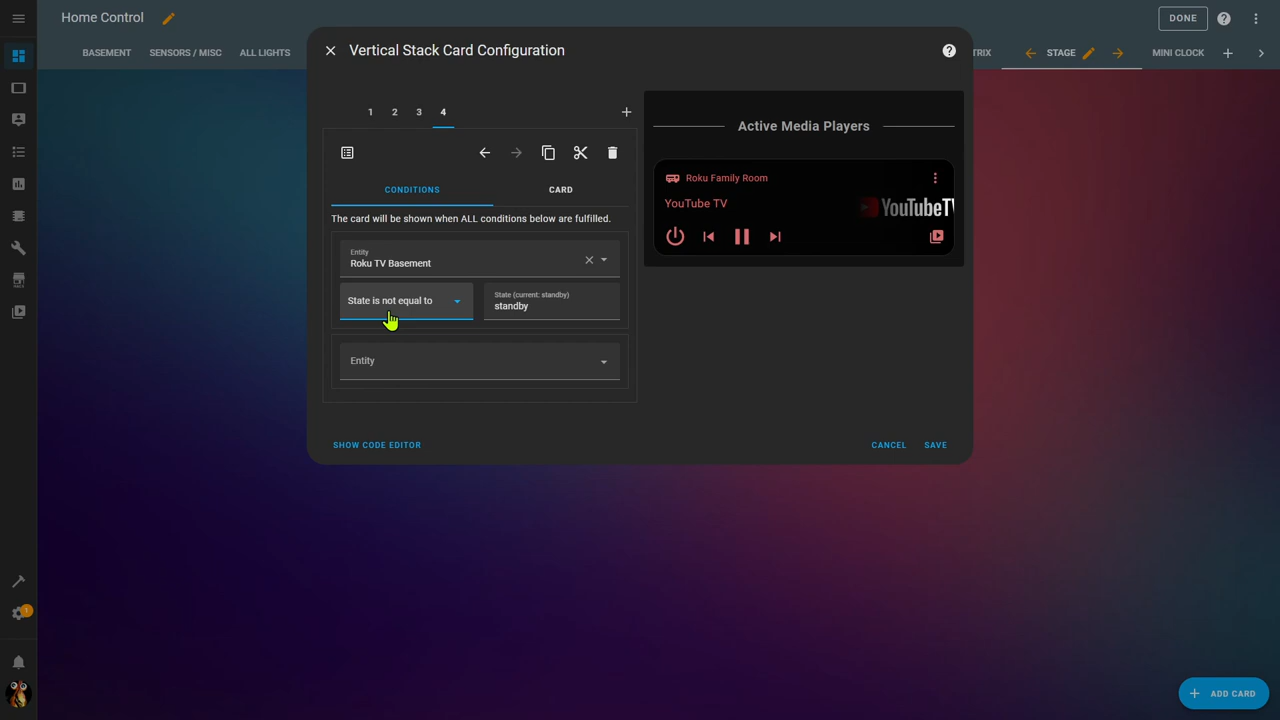 Home Control
DONE
BASEMENT
SENSORS / MISC
ALL LIGHTS
TRIX
STAGE
MINI CLOCK
Vertical Stack Card Configuration
1
2
3
4
CONDITIONS
CARD
The card will be shown when ALL conditions below are fulfilled.
Entity
Roku TV Basement
State is not equal to
State (current: standby)
standby
Entity
Active Media Players
Roku Family Room
YouTube TV
YouTubeTV
SHOW CODE EDITOR
CANCEL
SAVE
1
ADD CARD